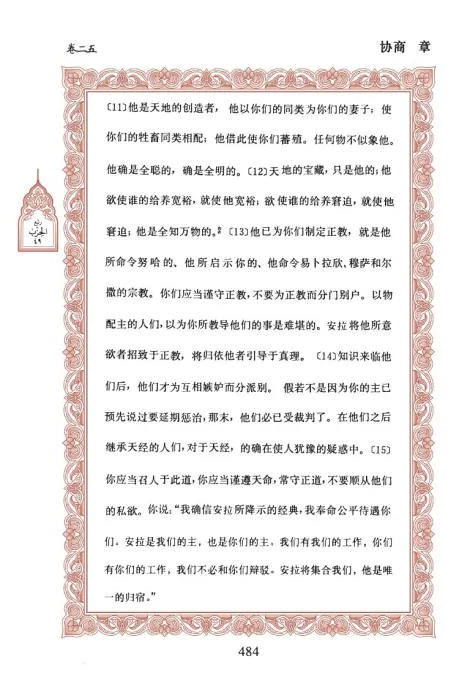 卷二五
协商 章
〔11〕他是天地的创造者，他以你们的同类为你们的妻子；使
你们的牲畜同类相配；他借此使你们蓄殖。任何物不似象他。
他确是全聪的，确是全明的。〔12〕天地的宝藏，只是他的；他
欲使谁的给养宽裕，就使他宽裕；欲使谁的给养窘迫，就使他
窘迫；他是全知万物的。〔13〕他已为你们制定正教，就是他
所命令努哈的、他所启示你的、他命令易卜拉欣、穆萨和尔
撒的宗教。你们应当谨守正教，不要为正教而分门别户。以物
配主的人们，以为你所教导他们的事是难堪的。安拉将他所意
欲者招致于正教，将归依他者引导于真理。〔14〕知识来临他
们后，他们才为互相嫉妒而分派别。假若不是因为你的主已
预先说过要延期惩治，那末，他们必已受裁判了。在他们之后
继承天经的人们，对于天经，的确在使人犹豫的疑惑中。〔15〕
你应当召人于此道，你应当谨遵天命，常守正道，不要顺从他们
的私欲。你说：“我确信安拉所降示的经典，我奉命公平待遇你
们。安拉是我们的主，也是你们的主。我们有我们的工作，你们
有你们的工作，我们不必和你们辩驳。安拉将集合我们，他是唯
一的归宿。”
ربع
الحزب
٤٩
484